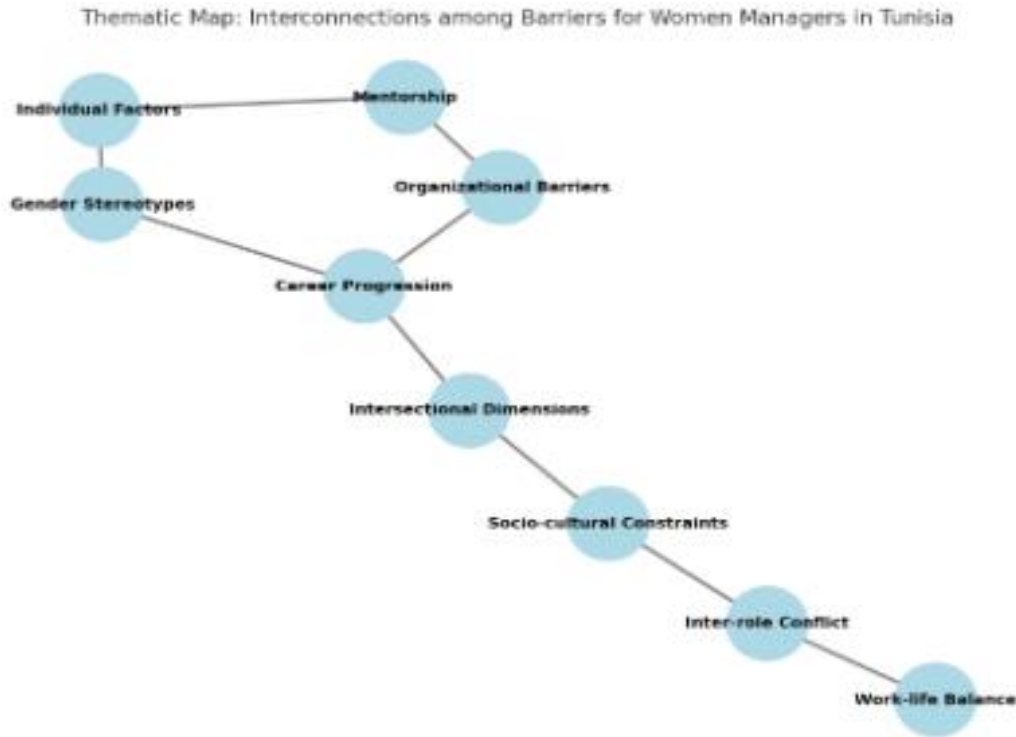 Thematic Map: Interconnections among Barriers for Women Managers in Tunisia
Individual Factors
Mentorship
Organizational Barriers
Gender Stereotypes
Career Progression
Intersectional Dimensions
Socio-cultural Constraints
Inter-role Conflict
Work-life Balance